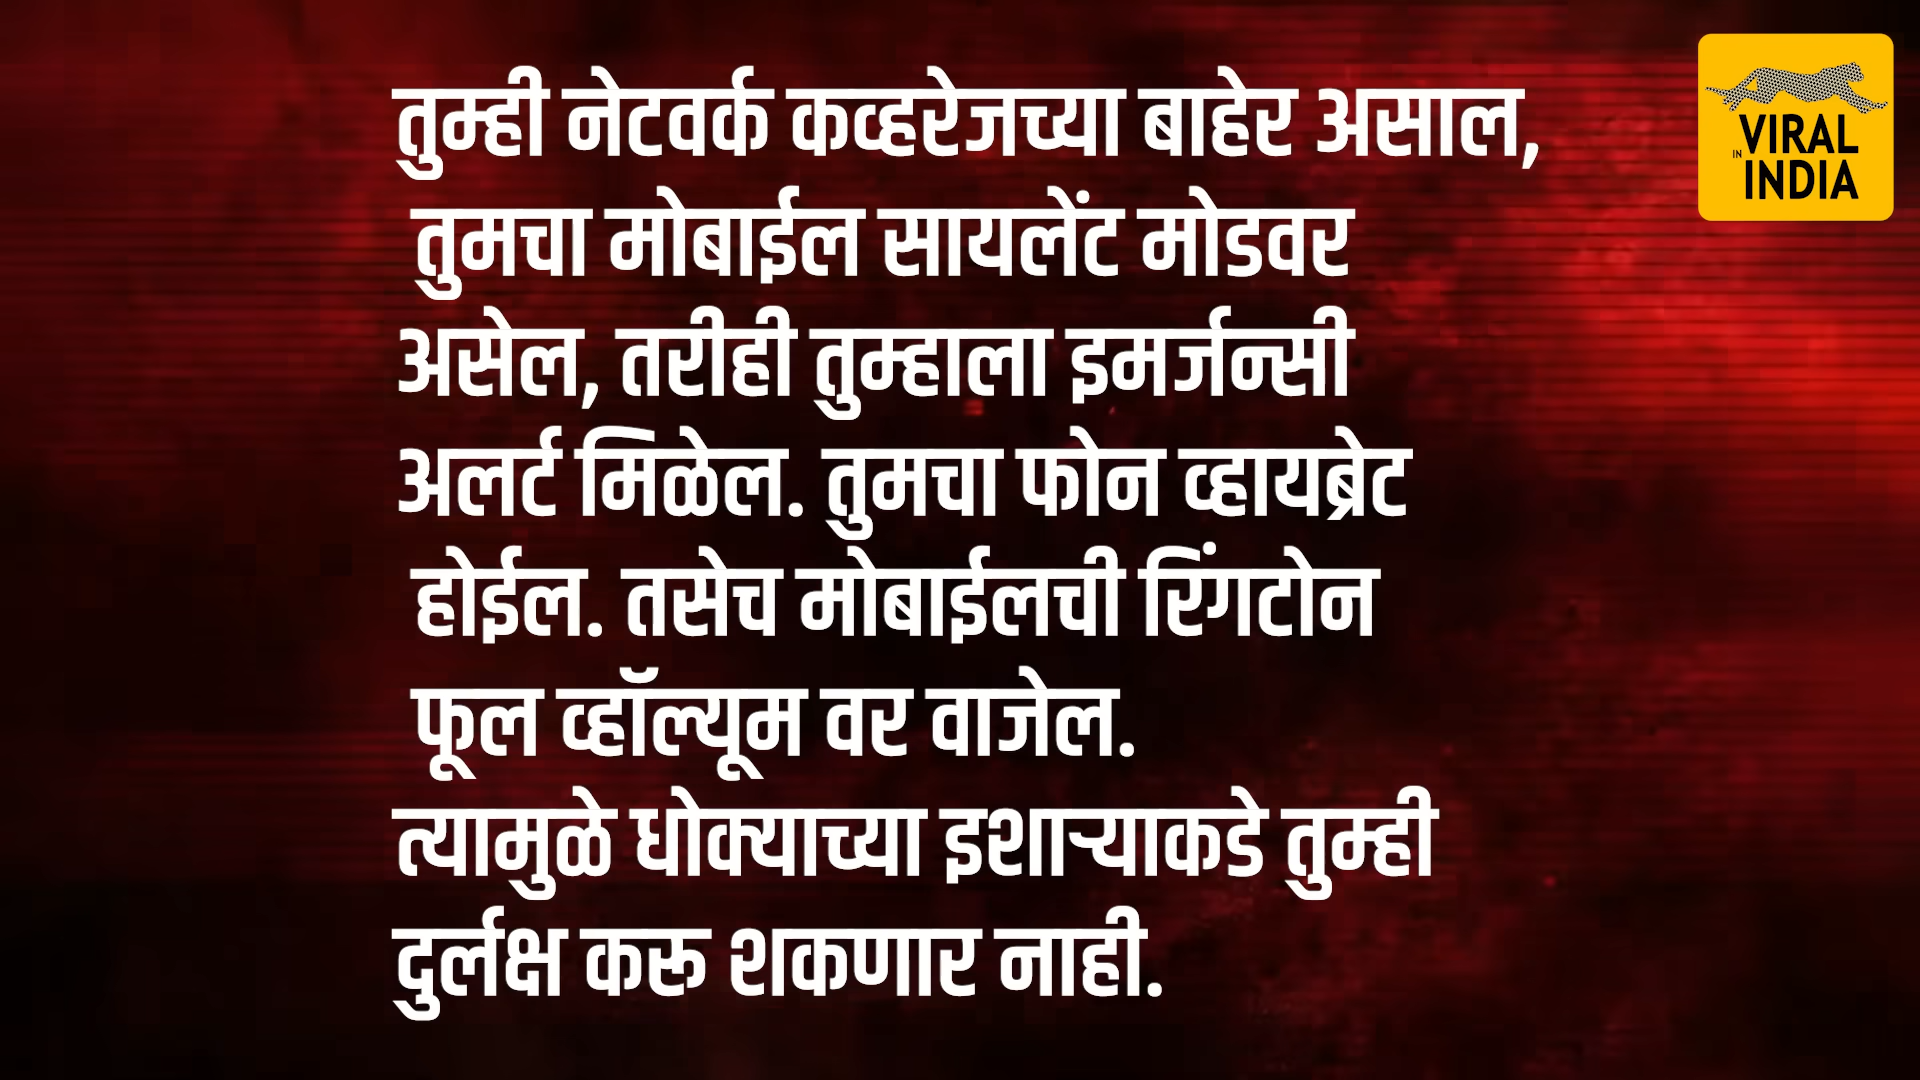 तुम्ही नेटवर्क कव्हरेजच्या बाहेर असाल,
तुमचा मोबाईल सायलेंट मोडवर
असेल, तरीही तुम्हाला इमर्जन्सी
अलर्ट मिळेल. तुमचा फोन व्हायब्रेट
होईल. तसेच मोबाईलची रिंगटोन
फूल व्हॉल्यूम वर वाजेल.
त्यामुळे धोक्याच्या इशाऱ्याकडे तुम्ही
दुर्लक्ष करू शकणार नाही.
VIRAL
IN INDIA